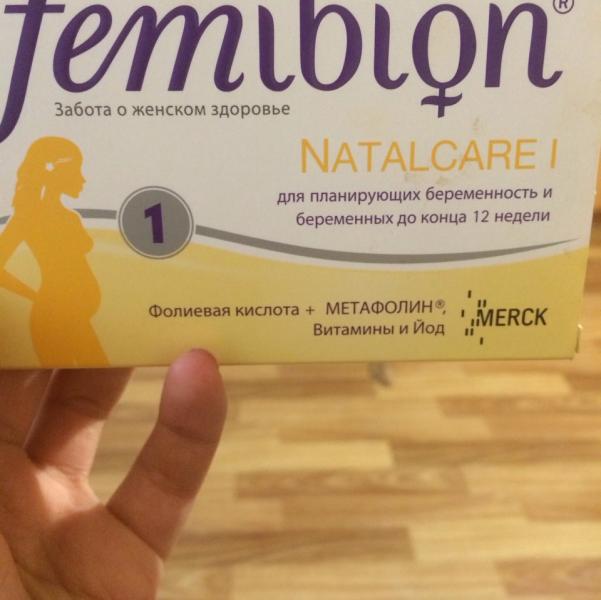 femibion®
Забота о женском здоровье
NATALCARE I
для планирующих беременность и
беременных до конца 12 недели
1
Фолиевая кислота + МЕТАФОЛИН®,
Витамины и Йод
MERCK